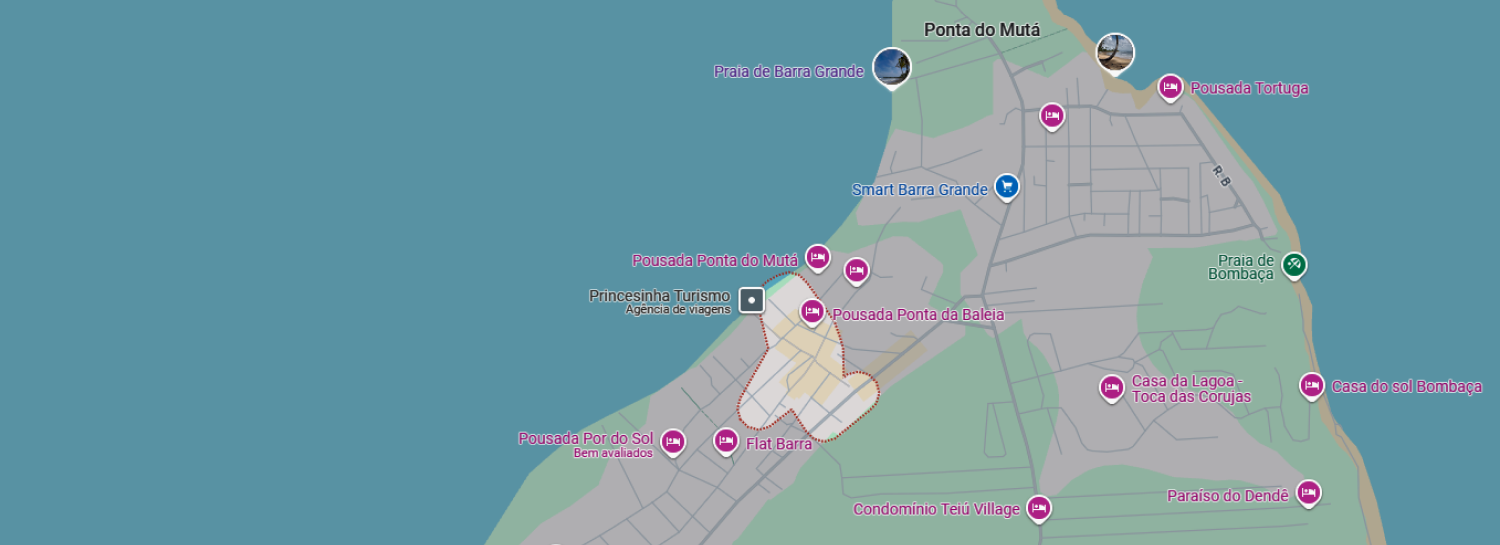 Ponta do Mutá
Praia de Barra Grande
Pousada Tortuga
R. B
Smart Barra Grande
Pousada Ponta do Mutá
Praia de
Bombaça
Princesinha Turismo
Agência de viagens
Pousada Ponta da Baleia
Casa da Lagoa -
Toca das Corujas
Casa do sol Bombaça
Pousada Por do Sol
Bem avaliados
Flat Barra
Paraíso do Dendê
Condomínio Teiú Village